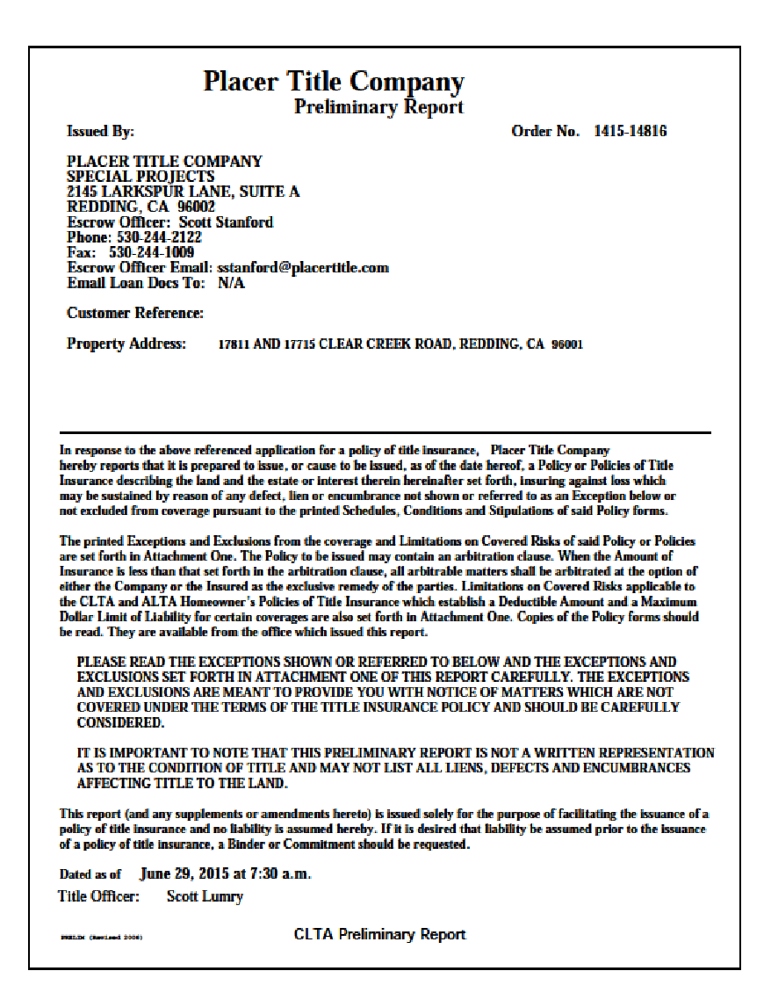 Placer Title Company
Preliminary Report
Issued By:
Order No. 1415-14816
PLACER TITLE COMPANY
SPECIAL PROJECTS
2145 LARKSPUR LANE, SUITE A
REDDING, CA 96002
Escrow Officer: Scott Stanford
Phone: 530-244-2122
Fax: 530-244-1009
Escrow Officer Email: sstanford@placertitle.com
Email Loan Docs To: N/A
Customer Reference:
Property Address: 17811 AND 17715 CLEAR CREEK ROAD, REDDING, CA 96001
In response to the above referenced application for a policy of title insurance, Placer Title Company
hereby reports that it is prepared to issue, or cause to be issued, as of the date hereof, a Policy or Policies of Title
Insurance describing the land and the estate or interest therein hereinafter set forth, insuring against loss which
may be sustained by reason of any defect, lien or encumbrance not shown or referred to as an Exception below or
not excluded from coverage pursuant to the printed Schedules, Conditions and Stipulations of said Policy forms.
The printed Exceptions and Exclusions from the coverage and Limitations on Covered Risks of said Policy or Policies
are set forth in Attachment One. The Policy to be issued may contain an arbitration clause. When the Amount of
Insurance is less than that set forth in the arbitration clause, all arbitrable matters shall be arbitrated at the option of
either the Company or the Insured as the exclusive remedy of the parties. Limitations on Covered Risks applicable to
the CLTA and ALTA Homeowner's Policies of Title Insurance which establish a Deductible Amount and a Maximum
Dollar Limit of Liability for certain coverages are also set forth in Attachment One. Copies of the Policy forms should
be read. They are available from the office which issued this report.
PLEASE READ THE EXCEPTIONS SHOWN OR REFERRED TO BELOW AND THE EXCEPTIONS AND
EXCLUSIONS SET FORTH IN ATTACHMENT ONE OF THIS REPORT CAREFULLY. THE EXCEPTIONS
AND EXCLUSIONS ARE MEANT TO PROVIDE YOU WITH NOTICE OF MATTERS WHICH ARE NOT
COVERED UNDER THE TERMS OF THE TITLE INSURANCE POLICY AND SHOULD BE CAREFULLY
CONSIDERED.
IT IS IMPORTANT TO NOTE THAT THIS PRELIMINARY REPORT IS NOT A WRITTEN REPRESENTATION
AS TO THE CONDITION OF TITLE AND MAY NOT LIST ALL LIENS, DEFECTS AND ENCUMBRANCES
AFFECTING TITLE TO THE LAND.
This report (and any supplements or amendments hereto) is issued solely for the purpose of facilitating the issuance of a
policy of title insurance and no liability is assumed hereby. If it is desired that liability be assumed prior to the issuance
of a policy of title insurance, a Binder or Commitment should be requested.
Dated as of June 29, 2015 at 7:30 a.m.
Title Officer: Scott Lumry
PRELIM (Revised 2006)
CLTA Preliminary Report